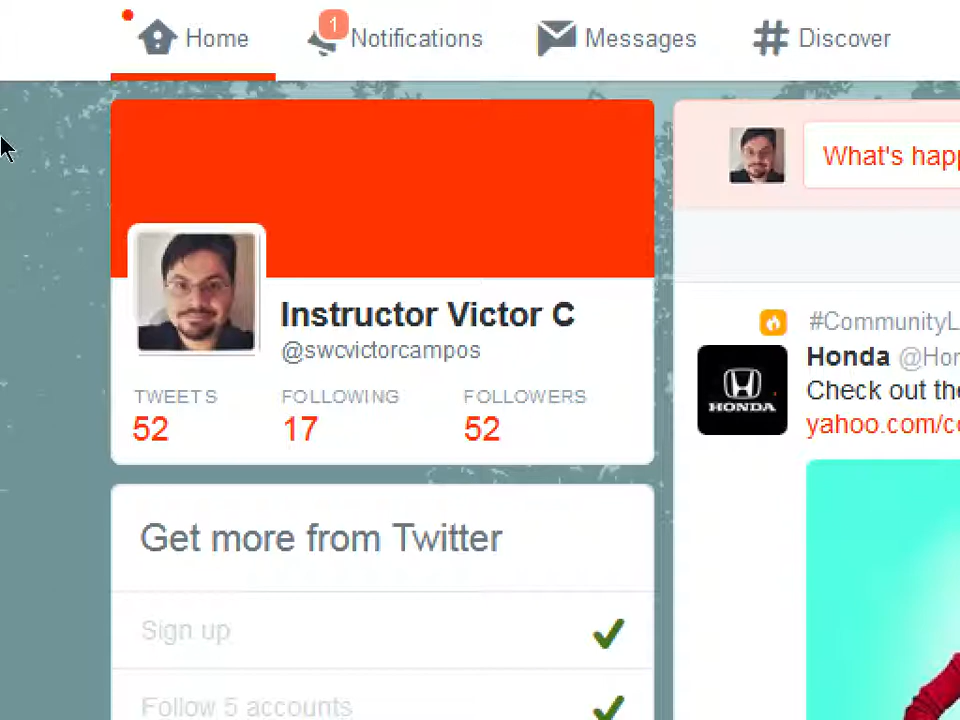 Home
1
Notifications
Messages
Discover
What's happ
Instructor Victor C
@swcvictorcampos
TWEETS
FOLLOWING
FOLLOWERS
52
17
52
#CommunityL
Honda @Hon
HONDA
Check out the
yahoo.com/c
Get more from Twitter
Sign up
Follow 5 accounts